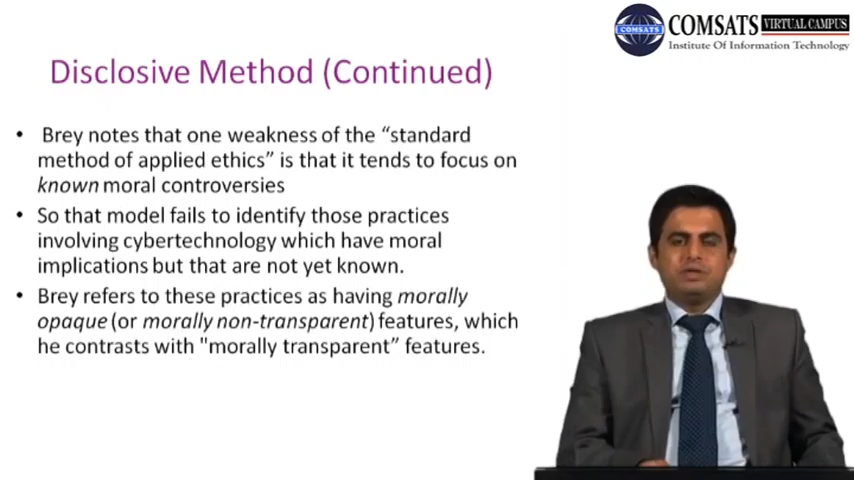 COMSATS VIRTUAL CAMPUS
COMSATS
Institute Of Information Technology
Disclosive Method (Continued)
• Brey notes that one weakness of the “standard
method of applied ethics” is that it tends to focus on
known moral controversies
• So that model fails to identify those practices
involving cybertechnology which have moral
implications but that are not yet known.
• Brey refers to these practices as having morally
opaque (or morally non-transparent) features, which
he contrasts with "morally transparent” features.